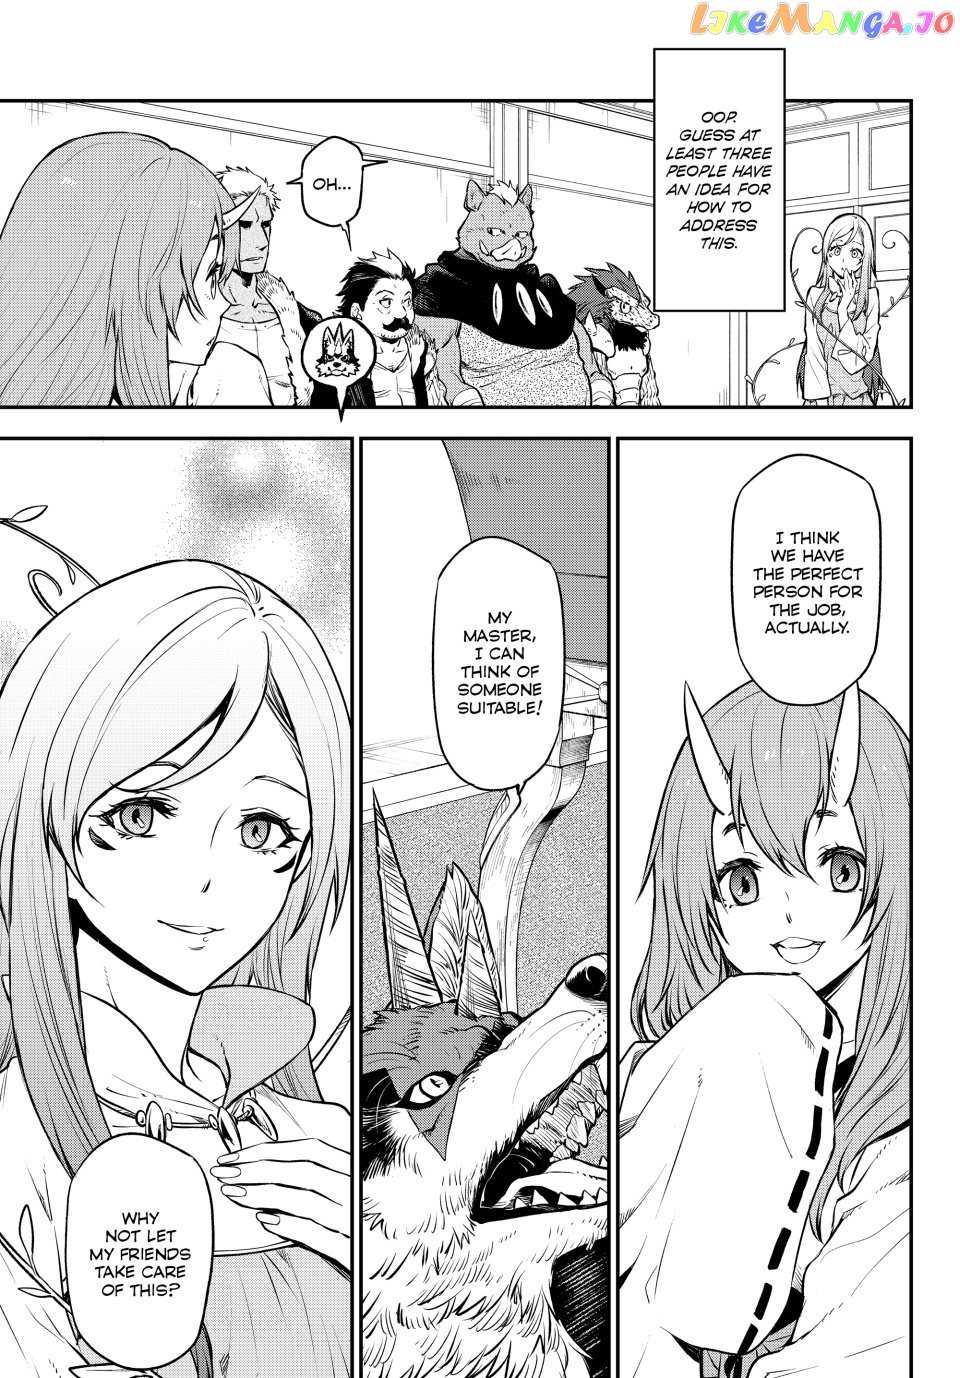 LIKEMANGA.IO
OOP.
GUESS AT
LEAST THREE
PEOPLE HAVE
AN IDEA FOR
HOW TO
ADDRESS
THIS.
OH...
I THINK
WE HAVE
THE PERFECT
PERSON FOR
THE JOB,
ACTUALLY.
MY
MASTER,
I CAN
THINK OF
SOMEONE
SUITABLE!
WHY
NOT LET
MY FRIENDS
TAKE CARE
OF THIS?